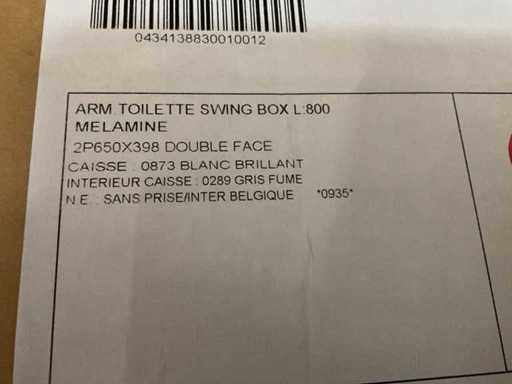 0434138830010012
ARM.TOILETTE SWING BOX L:800
MELAMINE
2P650X398 DOUBLE FACE
CAISSE : 0873 BLANC BRILLANT
INTERIEUR CAISSE : 0289 GRIS FUME
N.E. : SANS PRISE/INTER BELGIQUE *0935*